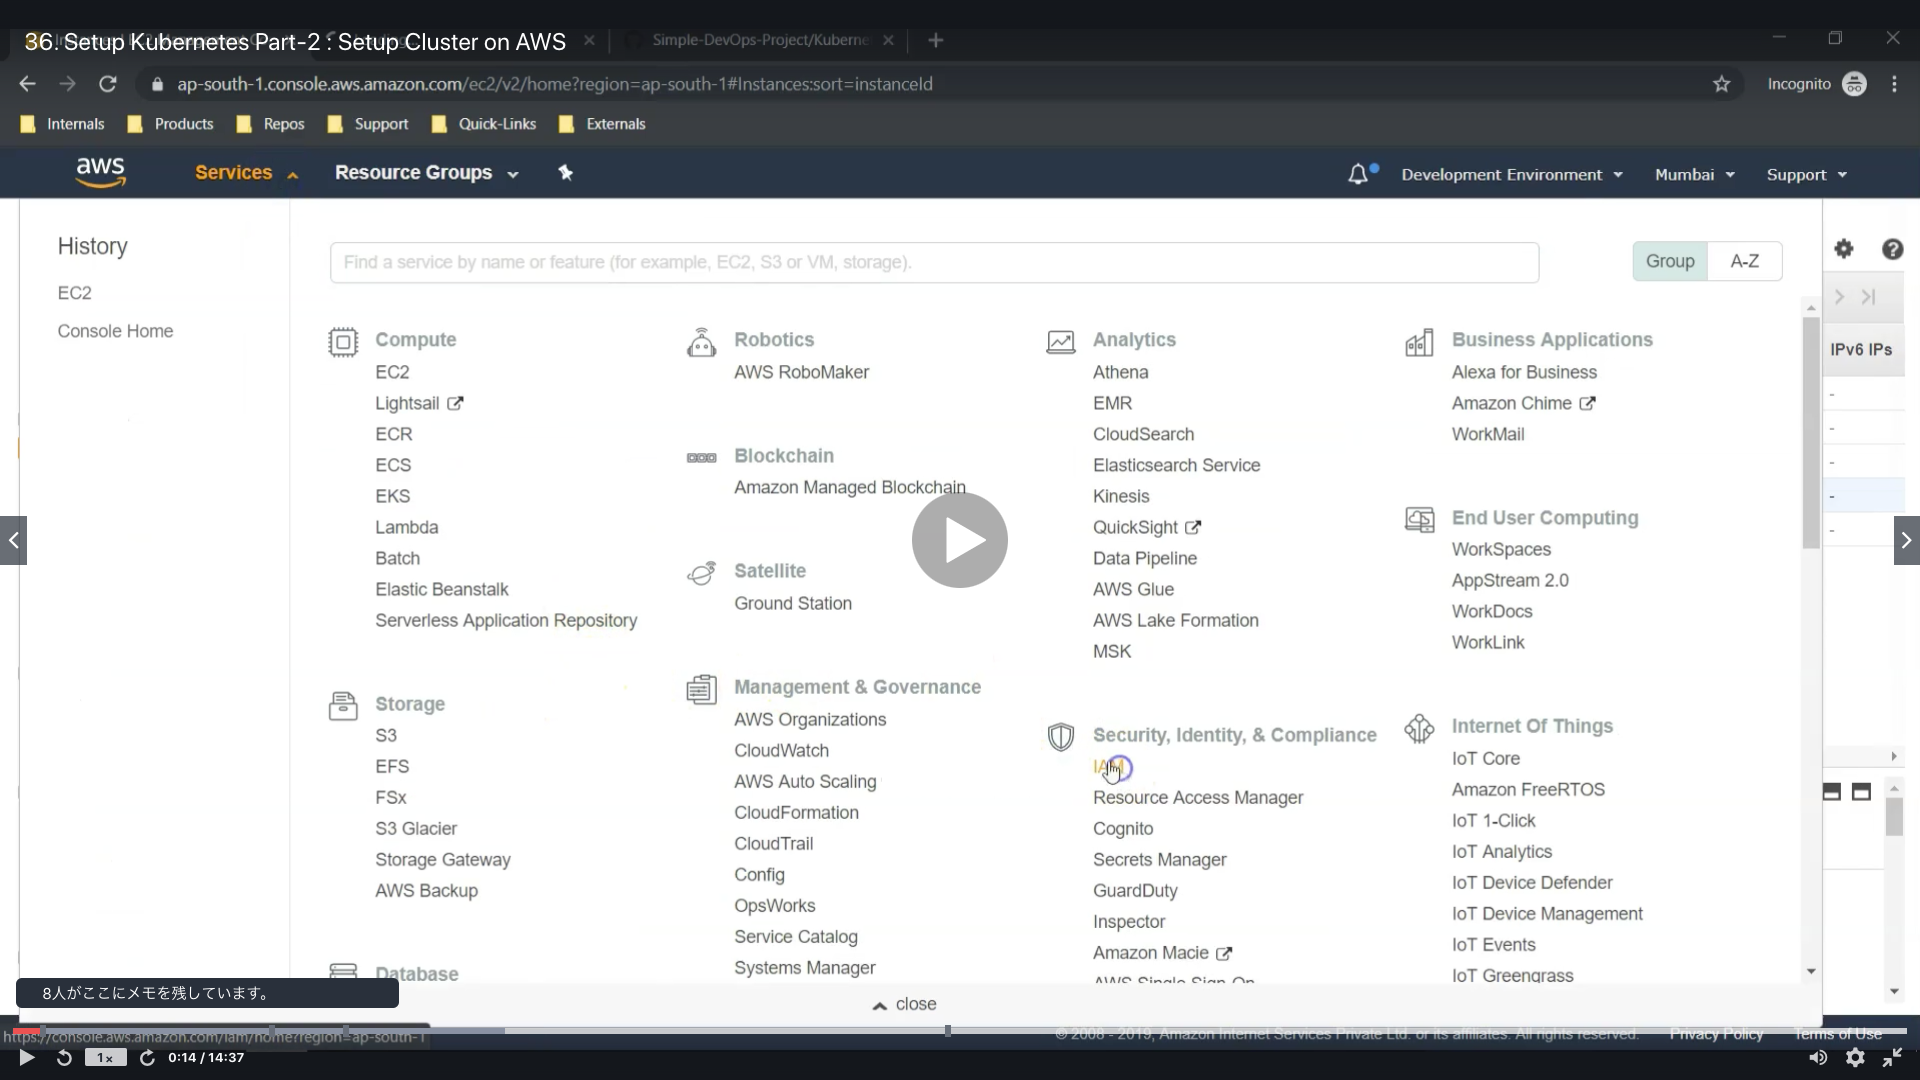 36. Setup Kubernetes Part-2 : Setup Cluster on AWS
Simple-DevOps-Project/Kuberne
ap-south-1.console.aws.amazon.com/ec2/v2/home?region=ap-south-1#Instances:sort=instanceId
Incognito
Internals
Products
Repos
Support
Quick-Links
Externals
aws
Services
Resource Groups
Development Environment
Mumbai
Support
History
EC2
Console Home
Find a service by name or feature (for example, EC2, S3 or VM, storage).
Group
A-Z
IPv6 IPs
Compute
EC2
Lightsail
ECR
ECS
EKS
Lambda
Batch
Elastic Beanstalk
Serverless Application Repository
Storage
S3
EFS
FSx
S3 Glacier
Storage Gateway
AWS Backup
Database
Robotics
AWS RoboMaker
Blockchain
Amazon Managed Blockchain
Satellite
Ground Station
Management & Governance
AWS Organizations
CloudWatch
AWS Auto Scaling
CloudFormation
CloudTrail
Config
OpsWorks
Service Catalog
Systems Manager
Analytics
Athena
EMR
CloudSearch
Elasticsearch Service
Kinesis
QuickSight
Data Pipeline
AWS Glue
AWS Lake Formation
MSK
Security, Identity, & Compliance
IAM
Resource Access Manager
Cognito
Secrets Manager
GuardDuty
Inspector
Amazon Macie
AWS Single Sign-On
Business Applications
Alexa for Business
Amazon Chime
WorkMail
End User Computing
WorkSpaces
AppStream 2.0
WorkDocs
WorkLink
Internet Of Things
IoT Core
Amazon FreeRTOS
IoT 1-Click
IoT Analytics
IoT Device Defender
IoT Device Management
IoT Events
IoT Greengrass
8人がここにメモを残しています。
close
https://console.aws.amazon.com/iam/home?region=ap-south-1
© 2008 - 2019, Amazon Internet Services Private Ltd. or its affiliates. All rights reserved.
Privacy Policy
Terms of Use
1x
0:14 / 14:37